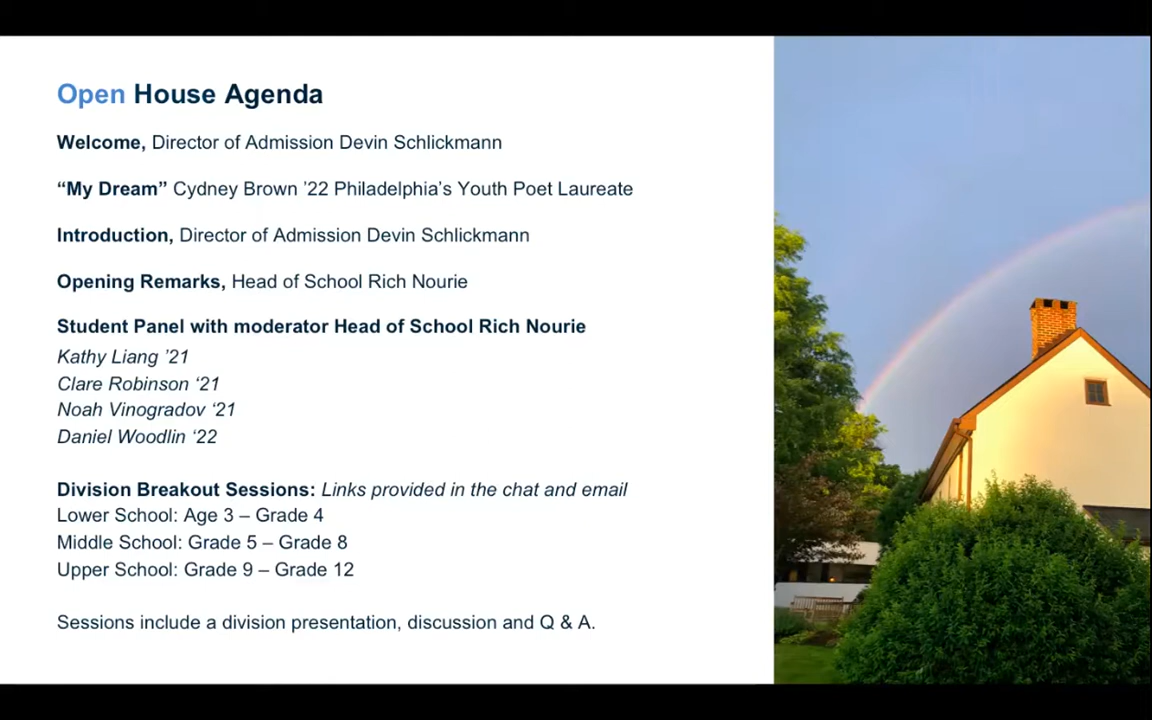 Open House Agenda
Welcome, Director of Admission Devin Schlickmann
“My Dream” Cydney Brown ’22 Philadelphia’s Youth Poet Laureate
Introduction, Director of Admission Devin Schlickmann
Opening Remarks, Head of School Rich Nourie
Student Panel with moderator Head of School Rich Nourie
Kathy Liang ’21
Clare Robinson ‘21
Noah Vinogradov ‘21
Daniel Woodlin ‘22
Division Breakout Sessions: Links provided in the chat and email
Lower School: Age 3 – Grade 4
Middle School: Grade 5 – Grade 8
Upper School: Grade 9 – Grade 12
Sessions include a division presentation, discussion and Q & A.